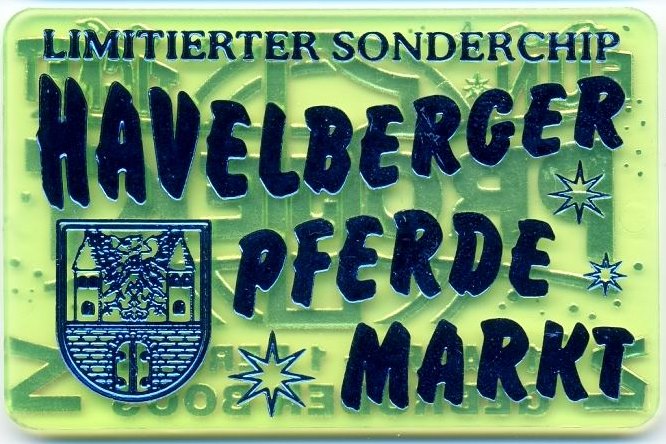 LIMITIERTER SONDERCHIP
HAVELBERGER
PFERDE
MARKT